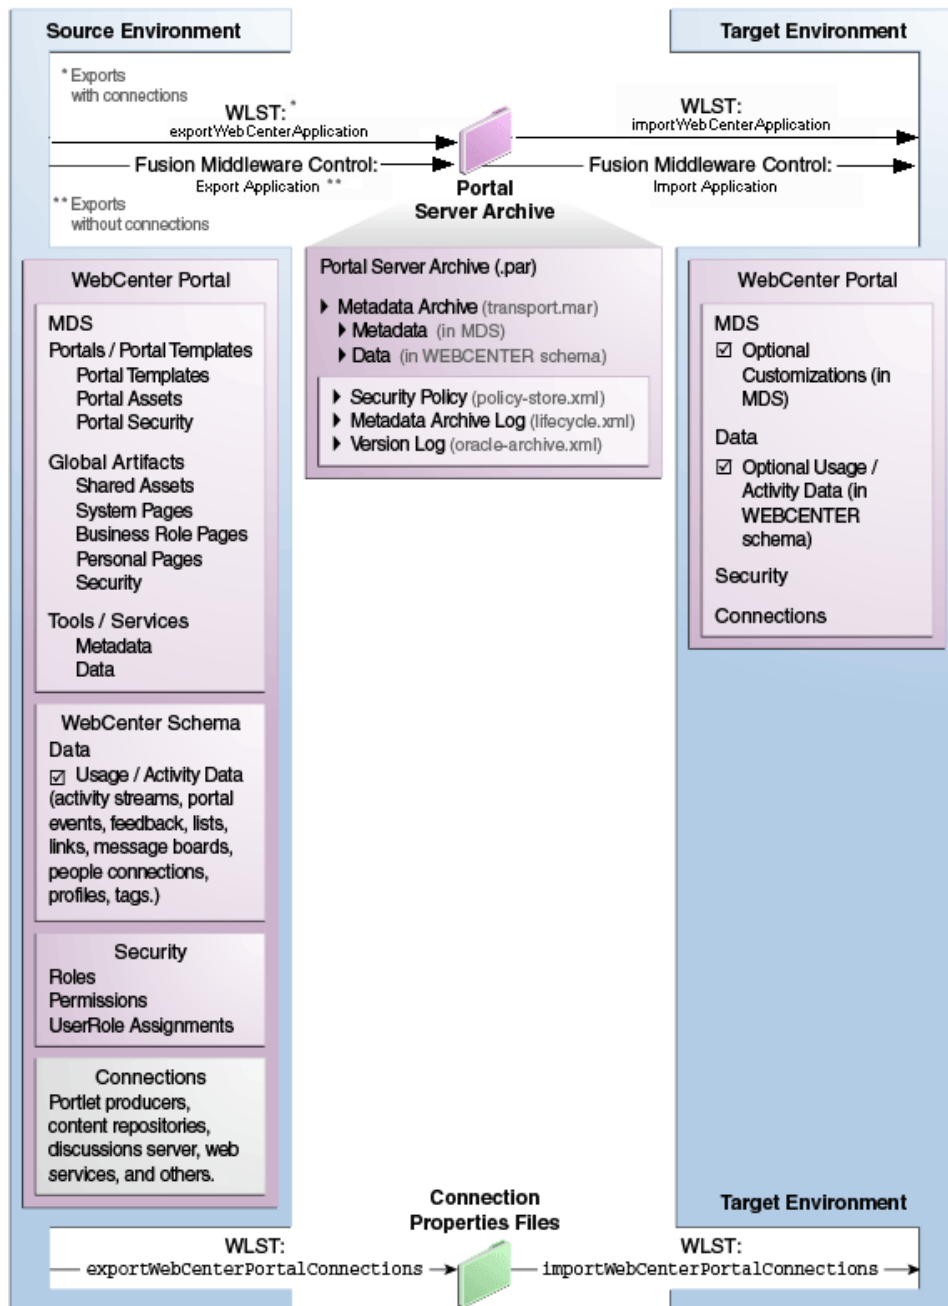 Source Environment
Target Environment
* Exports
with connections
WLST: *
exportWebCenterApplication
WLST:
importWebCenterApplication
Fusion Middleware Control:
Export Application **
Fusion Middleware Control:
Import Application
** Exports
without connections
Portal
Server Archive
WebCenter Portal
MDS
Portals / Portal Templates
Portal Templates
Portal Assets
Portal Security
Global Artifacts
Shared Assets
System Pages
Business Role Pages
Personal Pages
Security
Tools / Services
Metadata
Data
WebCenter Schema
Data
Usage / Activity Data
(activity streams, portal
events, feedback, lists,
links, message boards,
people connections,
profiles, tags.)
Security
Roles
Permissions
UserRole Assignments
Connections
Portlet producers,
content repositories,
discussions server, web
services, and others.
Portal Server Archive (.par)
Metadata Archive (transport.mar)
Metadata (in MDS)
Data (in WEBCENTER schema)
Security Policy (policy-store.xml)
Metadata Archive Log (lifecycle.xml)
Version Log (oracle-archive.xml)
WebCenter Portal
MDS
Optional
Customizations (in
MDS)
Data
Optional Usage /
Activity Data (in
WEBCENTER
schema)
Security
Connections
Connection
Properties Files
Target Environment
WLST:
exportWebCenterPortalConnections
WLST:
importWebCenterPortalConnections